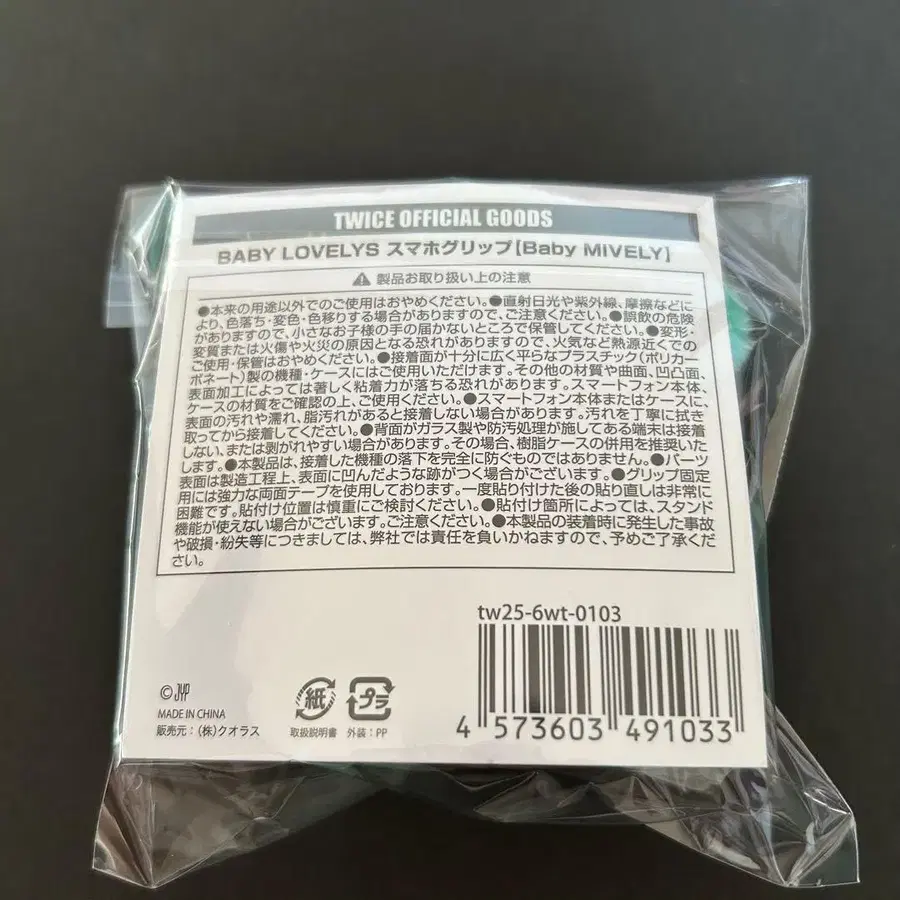 TWICE OFFICIAL GOODS
BABY LOVELYS スマホグリップ【Baby MIVELY】
製品お取り扱い上の注意
●本来の用途以外でのご使用はおやめください。●直射日光や紫外線、摩擦などに
より、色落ち・変色・色移りする場合がありますので、ご注意ください。●誤飲の危険
がありますので、小さなお子様の手の届かないところで保管してください。●変形・
変質または火傷や火災の原因となる恐れがありますので、火気など熱源近くでの
ご使用・保管はおやめください。●接着面が十分に広く平らなプラスチック(ポリカー
ボネート)製の機種・ケースにはご使用いただけます。その他の材質や曲面、凹凸面、
表面加工によっては著しく粘着力が落ちる恐れがあります。スマートフォン本体、
ケースの材質をご確認の上、ご使用ください。●スマートフォン本体またはケースに、
表面の汚れや濡れ、脂汚れがあると接着しない場合があります。汚れを丁寧に拭き
取ってから接着してください。●背面がガラス製や防汚処理が施してある端末は接着
しない、または剥がれやすい場合があります。その場合、樹脂ケースの併用を推奨いた
します。●本製品は、接着した機種の落下を完全に防ぐものではありません。●パーツ
表面は製造工程上、表面に凹んだような跡がつく場合がございます。●グリップ固定
用には強力な両面テープを使用しております。一度貼り付けた後の貼り直しは非常に
困難です。貼付け位置は慎重にご検討ください。●貼付け箇所によっては、スタンド
機能が使えない場合がございます。ご注意ください。●本製品の装着時に発生した事故
や破損・紛失等につきましては、弊社では責任を負いかねますので、予めご了承くだ
さい。
tw25-6wt-0103
© JYP
MADE IN CHINA
販売元：(株)クオラス
紙
取扱説明書
プラ
外装：PP
4 573603 491033